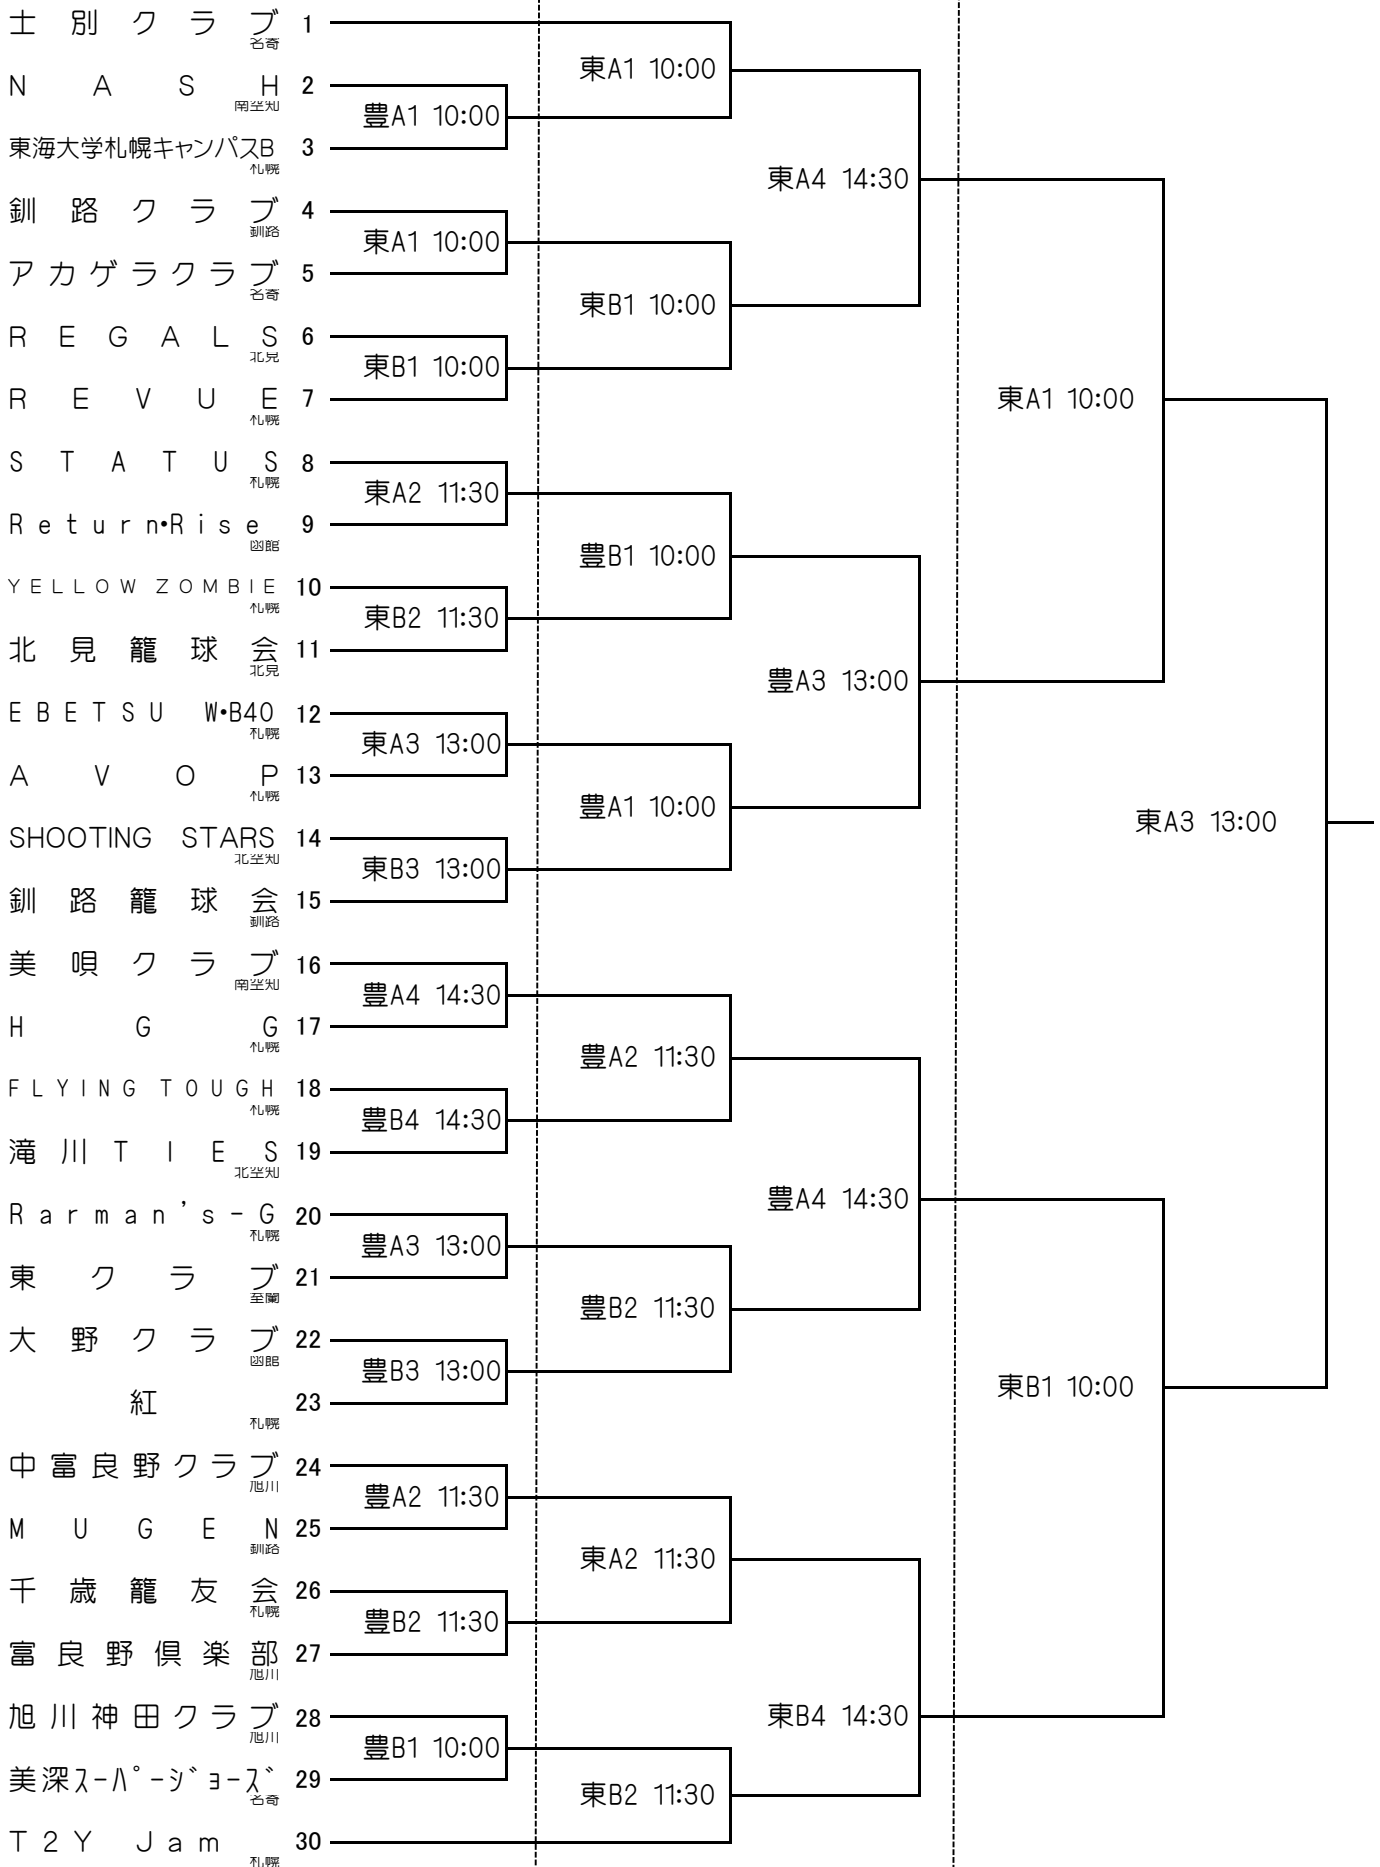 士別クラブ 1
名寄
東A1 10:00
NASH 2
南空知
豊A1 10:00
東海大学札幌キャンパスB 3
札幌
東A4 14:30
釧路クラブ 4
釧路
東A1 10:00
アカゲラクラブ 5
名寄
東B1 10:00
REGALS 6
北見
東B1 10:00
REVUE 7
札幌
東A1 10:00
STATUS 8
札幌
東A2 11:30
Return•Rise 9
函館
豊B1 10:00
YELLOW ZOMBIE 10
札幌
東B2 11:30
北見籠球会 11
北見
豊A3 13:00
EBETSU W•B40 12
札幌
東A3 13:00
AVOP 13
札幌
豊A1 10:00
東A3 13:00
SHOOTING STARS 14
北空知
東B3 13:00
釧路籠球会 15
釧路
美唄クラブ 16
南空知
豊A4 14:30
HGG 17
札幌
豊A2 11:30
FLYING TOUGH 18
札幌
豊B4 14:30
滝川TIES 19
北空知
豊A4 14:30
Rarman's-G 20
札幌
豊A3 13:00
東クラブ 21
室蘭
豊B2 11:30
大野クラブ 22
函館
豊B3 13:00
東B1 10:00
紅 23
札幌
中富良野クラブ 24
旭川
豊A2 11:30
MUGEN 25
釧路
東A2 11:30
千歳籠友会 26
札幌
豊B2 11:30
富良野倶楽部 27
旭川
旭川神田クラブ 28
旭川
東B4 14:30
豊B1 10:00
美深ｽｰﾊﾟｰｼﾞｮｰｽﾞ 29
名寄
東B2 11:30
T2Y Jam 30
札幌